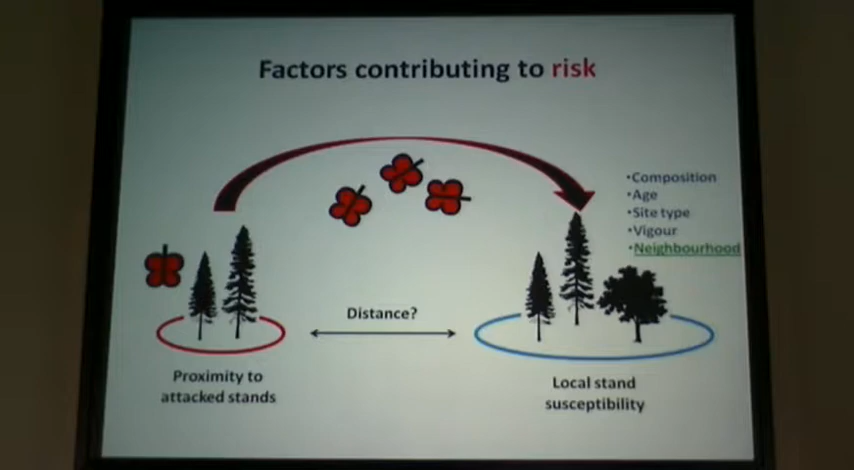 Factors contributing to risk
•Composition
•Age
•Site type
•Vigour
•Neighbourhood
Distance?
Proximity to
attacked stands
Local stand
susceptibility